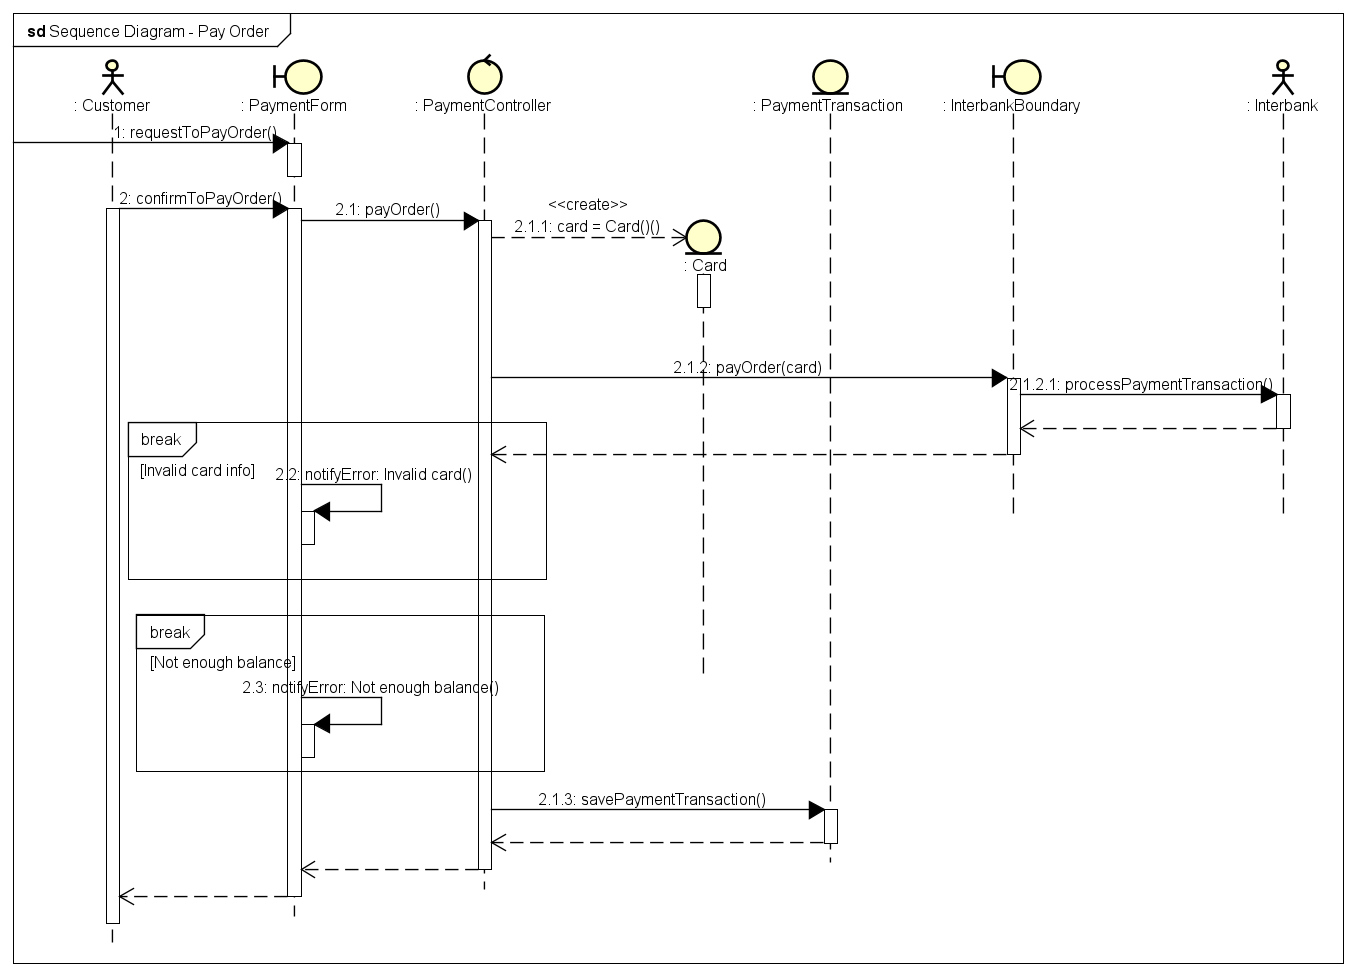 sd Sequence Diagram - Pay Order
: Customer
: PaymentForm
: PaymentController
: PaymentTransaction
: InterbankBoundary
: Interbank
1: requestToPayOrder()
2: confirmToPayOrder()
2.1: payOrder()
<<create>>
2.1.1: card = Card()()
: Card
2.1.2: payOrder(card)
2.1.2.1: processPaymentTransaction()
break
[Invalid card info]
2.2: notifyError: Invalid card()
break
[Not enough balance]
2.3: notifyError: Not enough balance()
2.1.3: savePaymentTransaction()